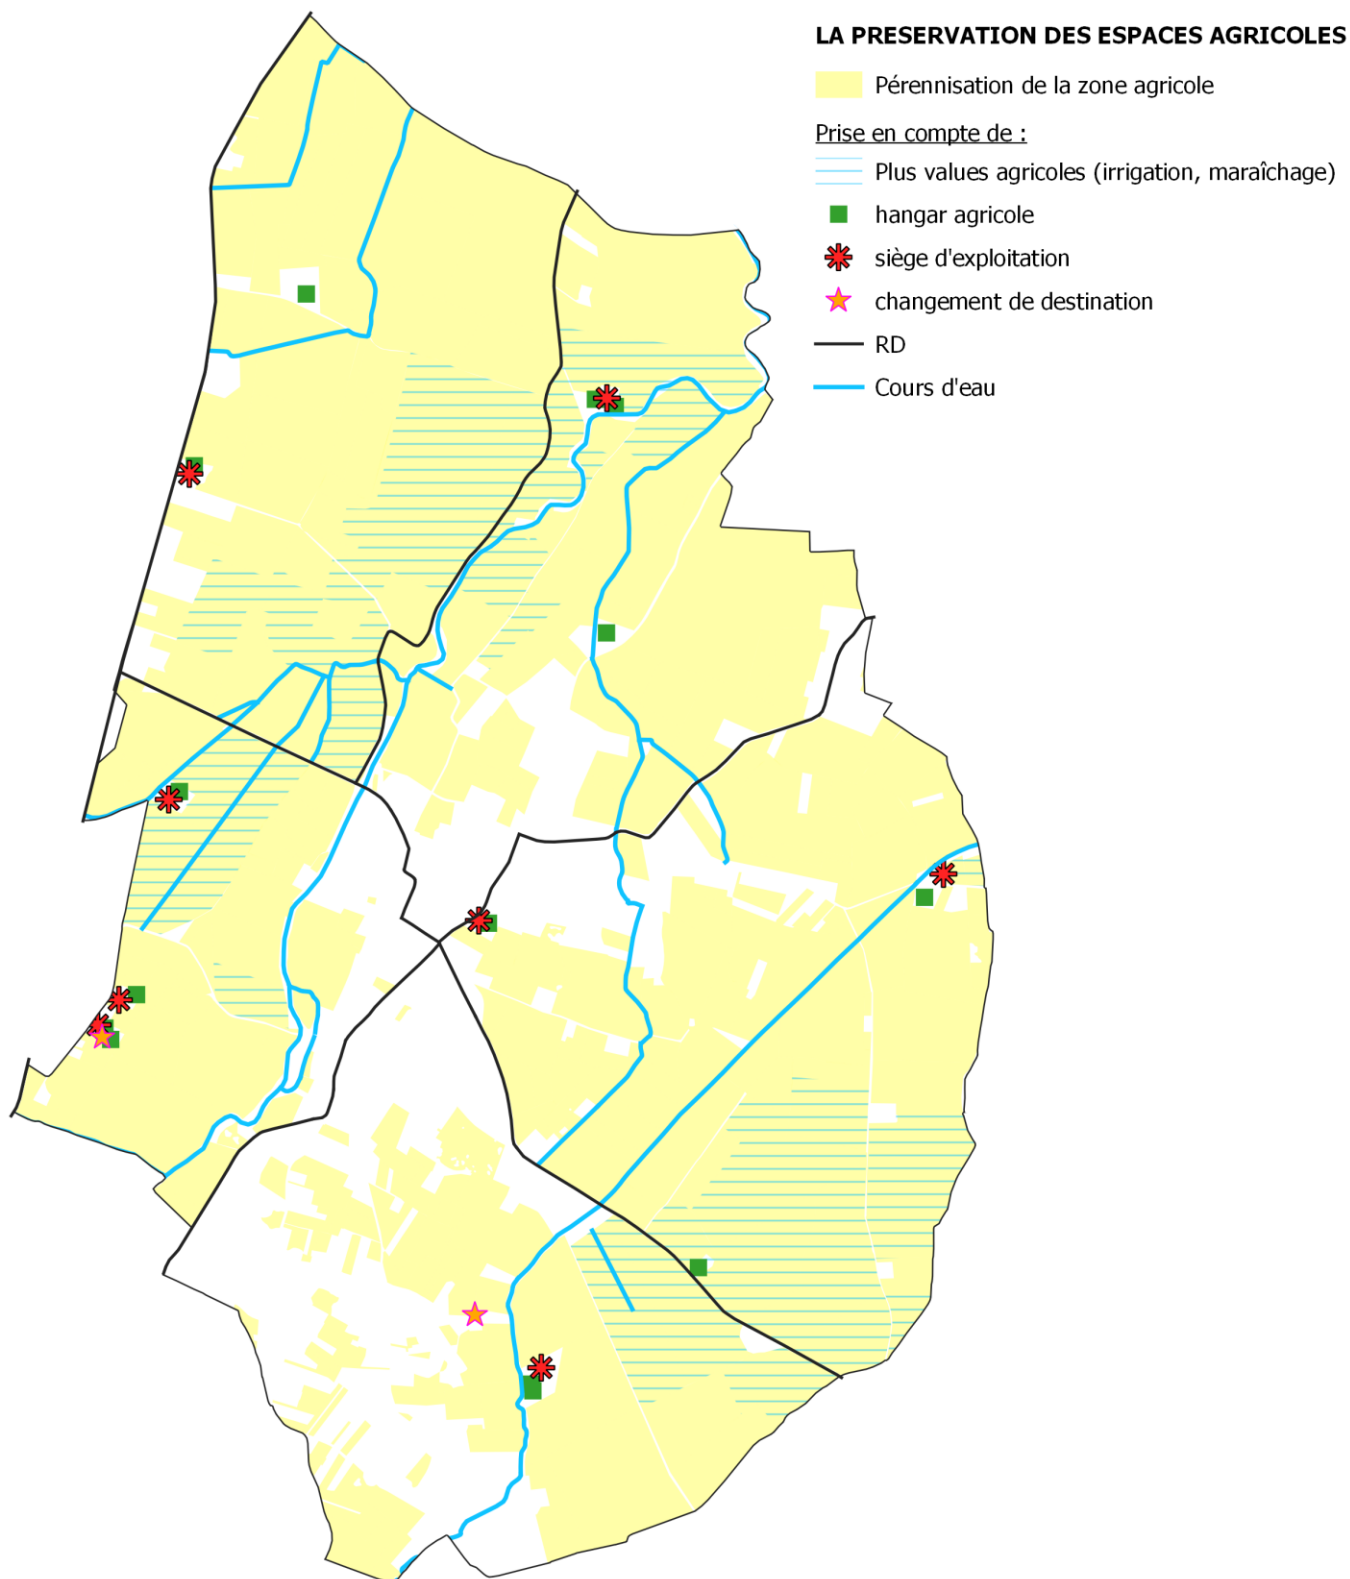 LA PRESERVATION DES ESPACES AGRICOLES
Pérennisation de la zone agricole
Prise en compte de :
Plus values agricoles (irrigation, maraîchage)
hangar agricole
siège d'exploitation
changement de destination
RD
Cours d'eau